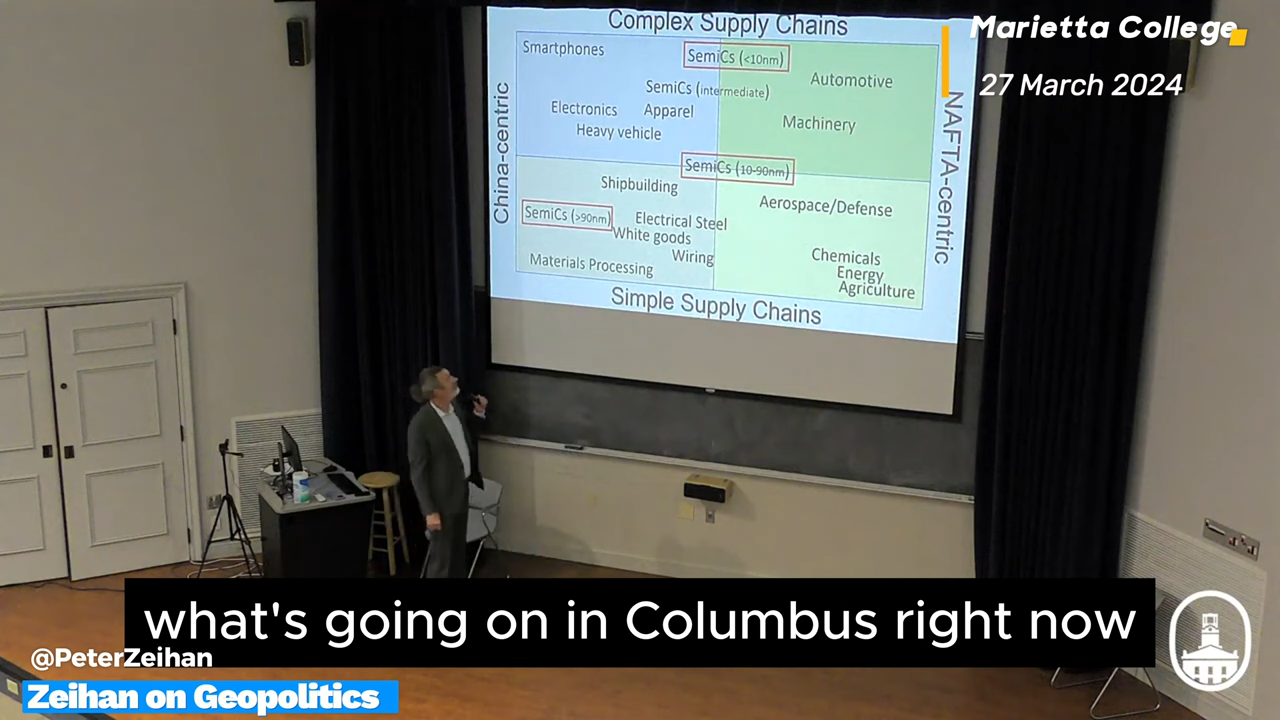 Complex Supply Chains
Marietta College
27 March 2024
Smartphones
SemiCs (<10nm)
Automotive
SemiCs (intermediate)
Electronics
Apparel
Machinery
Heavy vehicle
China-centric
NAFTA-centric
SemiCs (10-90nm)
Shipbuilding
Aerospace/Defense
SemiCs (>90nm)
Electrical Steel
White goods
Wiring
Chemicals
Materials Processing
Energy
Agriculture
Simple Supply Chains
what's going on in Columbus right now
@PeterZeihan
Zeihan on Geopolitics